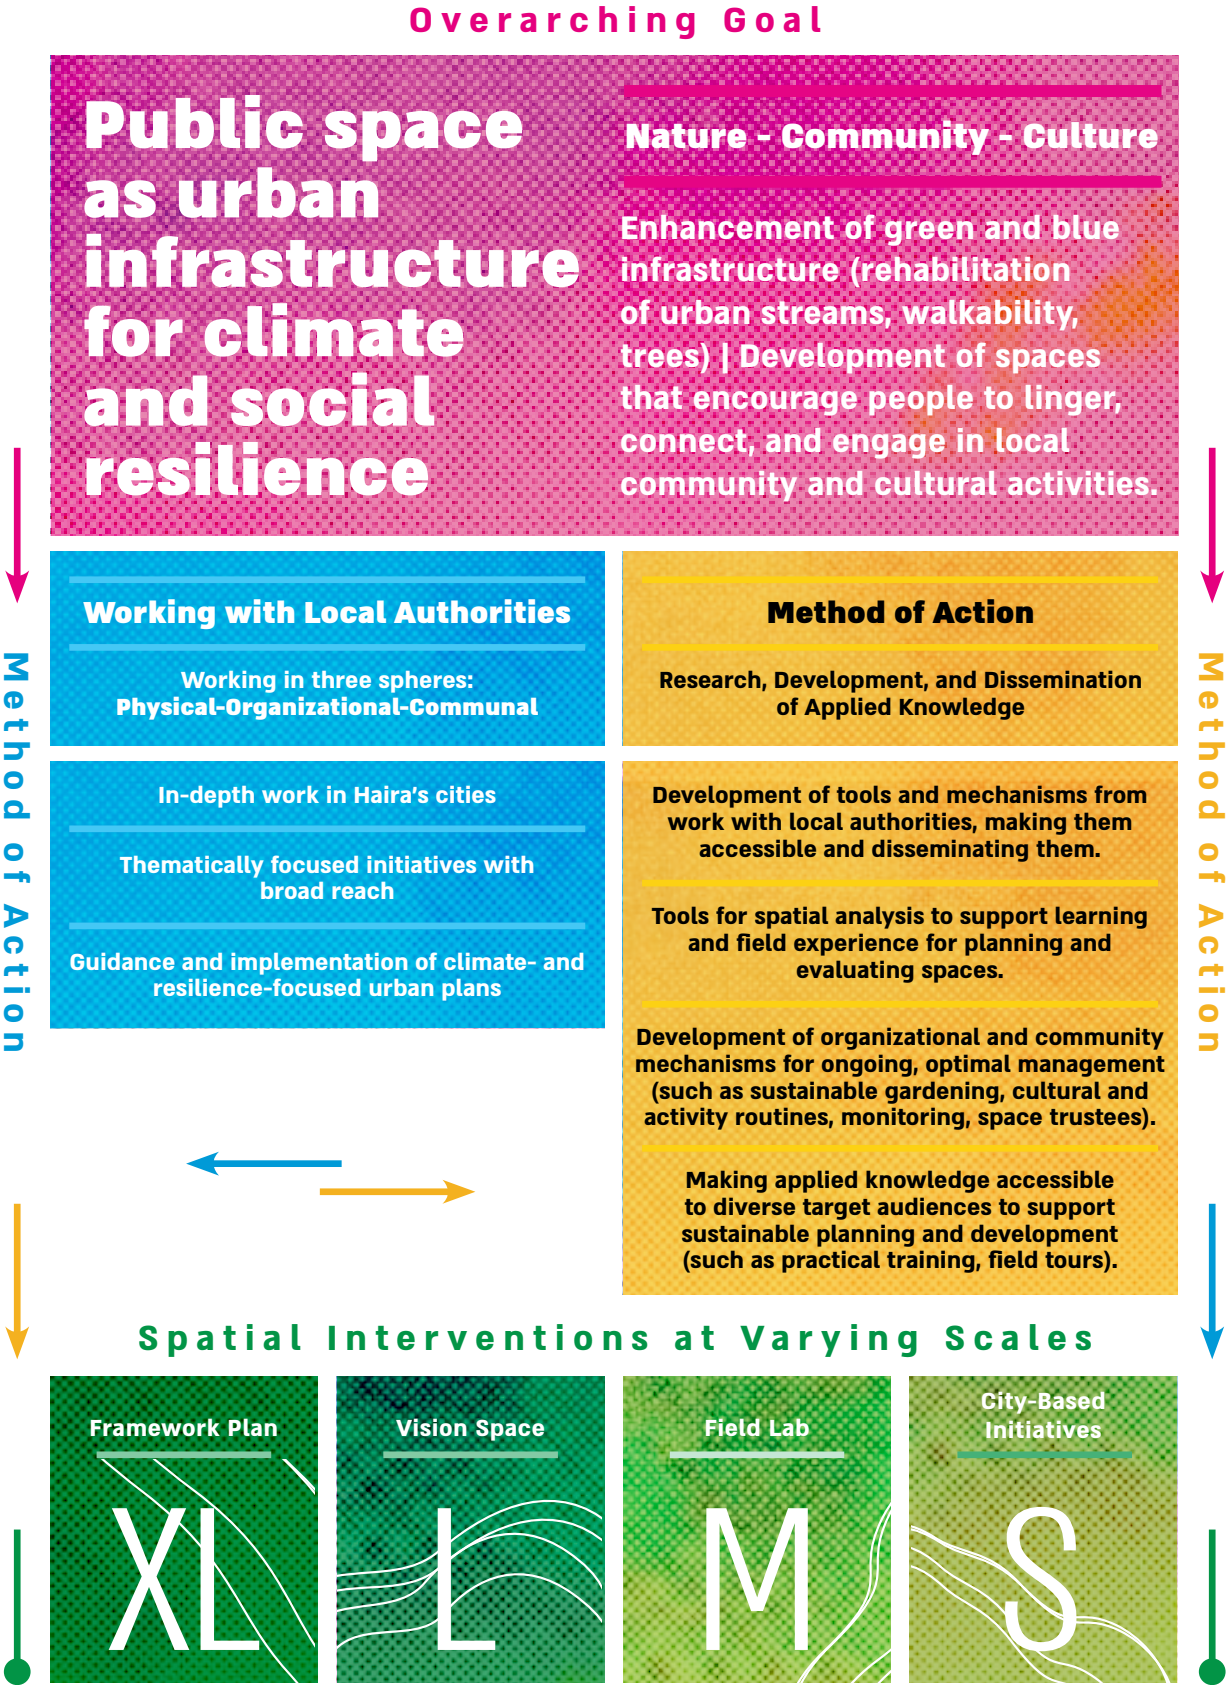 Overarching Goal
Public space
as urban
infrastructure
for climate
and social
resilience
Nature - Community - Culture
Enhancement of green and blue
infrastructure (rehabilitation
of urban streams, walkability,
trees) | Development of spaces
that encourage people to linger,
connect, and engage in local
community and cultural activities.
Method of Action
Working with Local Authorities
Working in three spheres:
Physical-Organizational-Communal
In-depth work in Haira's cities
Thematically focused initiatives with
broad reach
Guidance and implementation of climate- and
resilience-focused urban plans
Method of Action
Research, Development, and Dissemination
of Applied Knowledge
Development of tools and mechanisms from
work with local authorities, making them
accessible and disseminating them.
Tools for spatial analysis to support learning
and field experience for planning and
evaluating spaces.
Development of organizational and community
mechanisms for ongoing, optimal management
(such as sustainable gardening, cultural and
activity routines, monitoring, space trustees).
Making applied knowledge accessible
to diverse target audiences to support
sustainable planning and development
(such as practical training, field tours).
Method of Action
Spatial Interventions at Varying Scales
Framework Plan
XL
Vision Space
L
Field Lab
M
City-Based
Initiatives
S